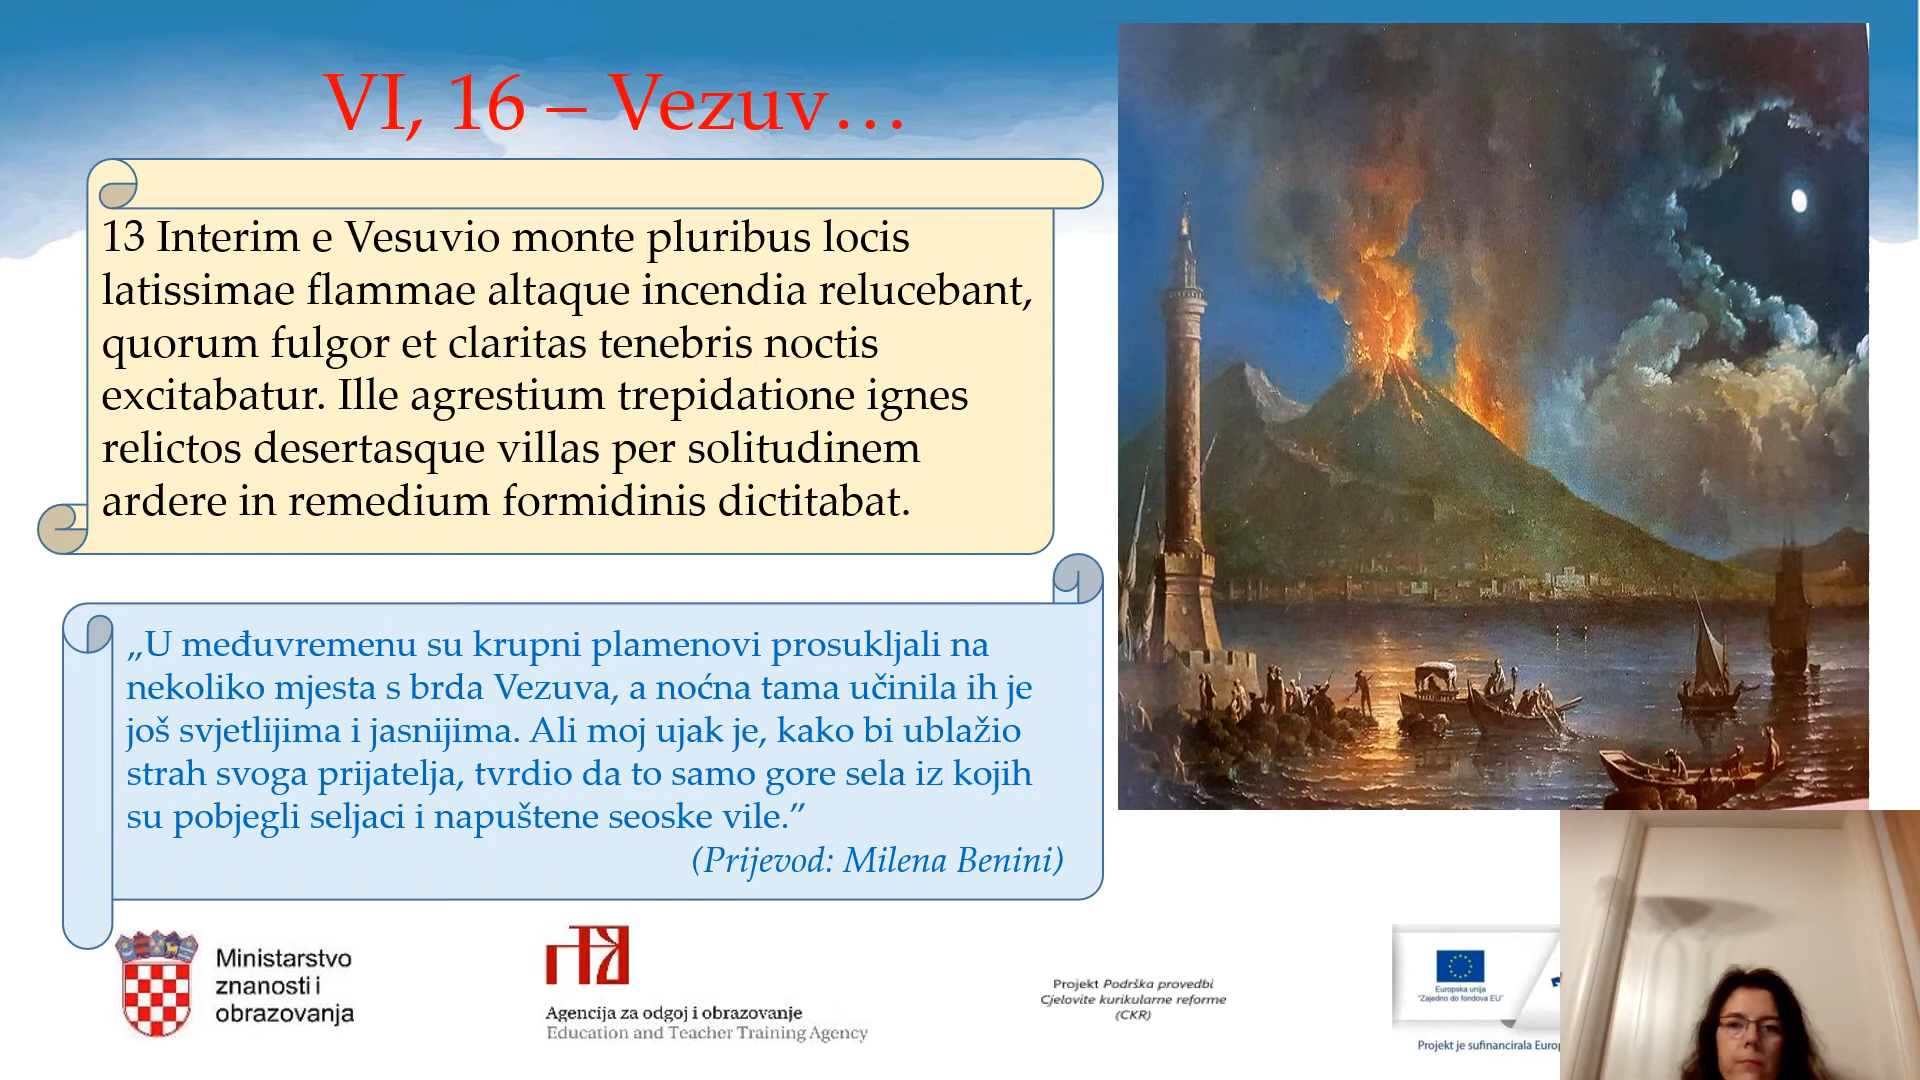 VI, 16 – Vezuv…
13 Interim e Vesuvio monte pluribus locis
latissimae flammae altaque incendia relucebant,
quorum fulgor et claritas tenebris noctis
excitabatur. Ille agrestium trepidatione ignes
relictos desertasque villas per solitudinem
ardere in remedium formidinis dictitabat.
„U međuvremenu su krupni plamenovi prosukljali na
nekoliko mjesta s brda Vezuva, a noćna tama učinila ih je
još svjetlijima i jasnijima. Ali moj ujak je, kako bi ublažio
strah svoga prijatelja, tvrdio da to samo gore sela iz kojih
su pobjegli seljaci i napuštene seoske vile.”
(Prijevod: Milena Benini)
Ministarstvo
znanosti i
obrazovanja
Agencija za odgoj i obrazovanje
Education and Teacher Training Agency
Projekt Podrška provedbi
Cjelovite kurikularne reforme
(CKR)
Europska unija
"Zajedno do fondova EU"
Projekt je sufinancirala